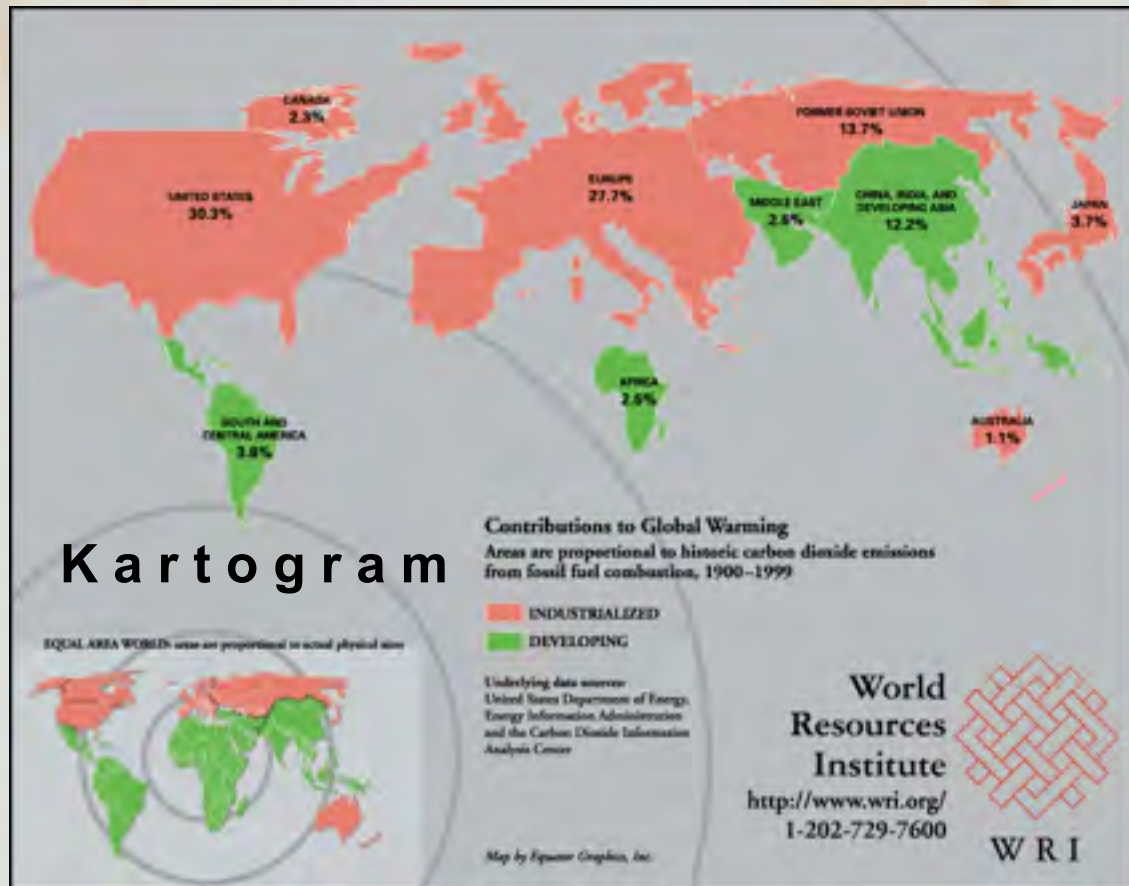 CANADA
2.3%
UNITED STATES
30.3%
EUROPE
27.7%
FORMER SOVIET UNION
13.7%
MIDDLE EAST
2.6%
CHINA, INDIA, AND
DEVELOPING ASIA
12.2%
JAPAN
3.7%
SOUTH AND
CENTRAL AMERICA
3.8%
AFRICA
2.5%
AUSTRALIA
1.1%
Kartogram
Contributions to Global Warming
Areas are proportional to historic carbon dioxide emissions
from fossil fuel combustion, 1900–1999
INDUSTRIALIZED
DEVELOPING
EQUAL AREA WORLD: areas are proportional to actual physical sizes
Underlying data sources:
United States Department of Energy,
Energy Information Administration
and the Carbon Dioxide Information
Analysis Center
Map by Equator Graphics, Inc.
World
Resources
Institute
http://www.wri.org/
1-202-729-7600
WRI